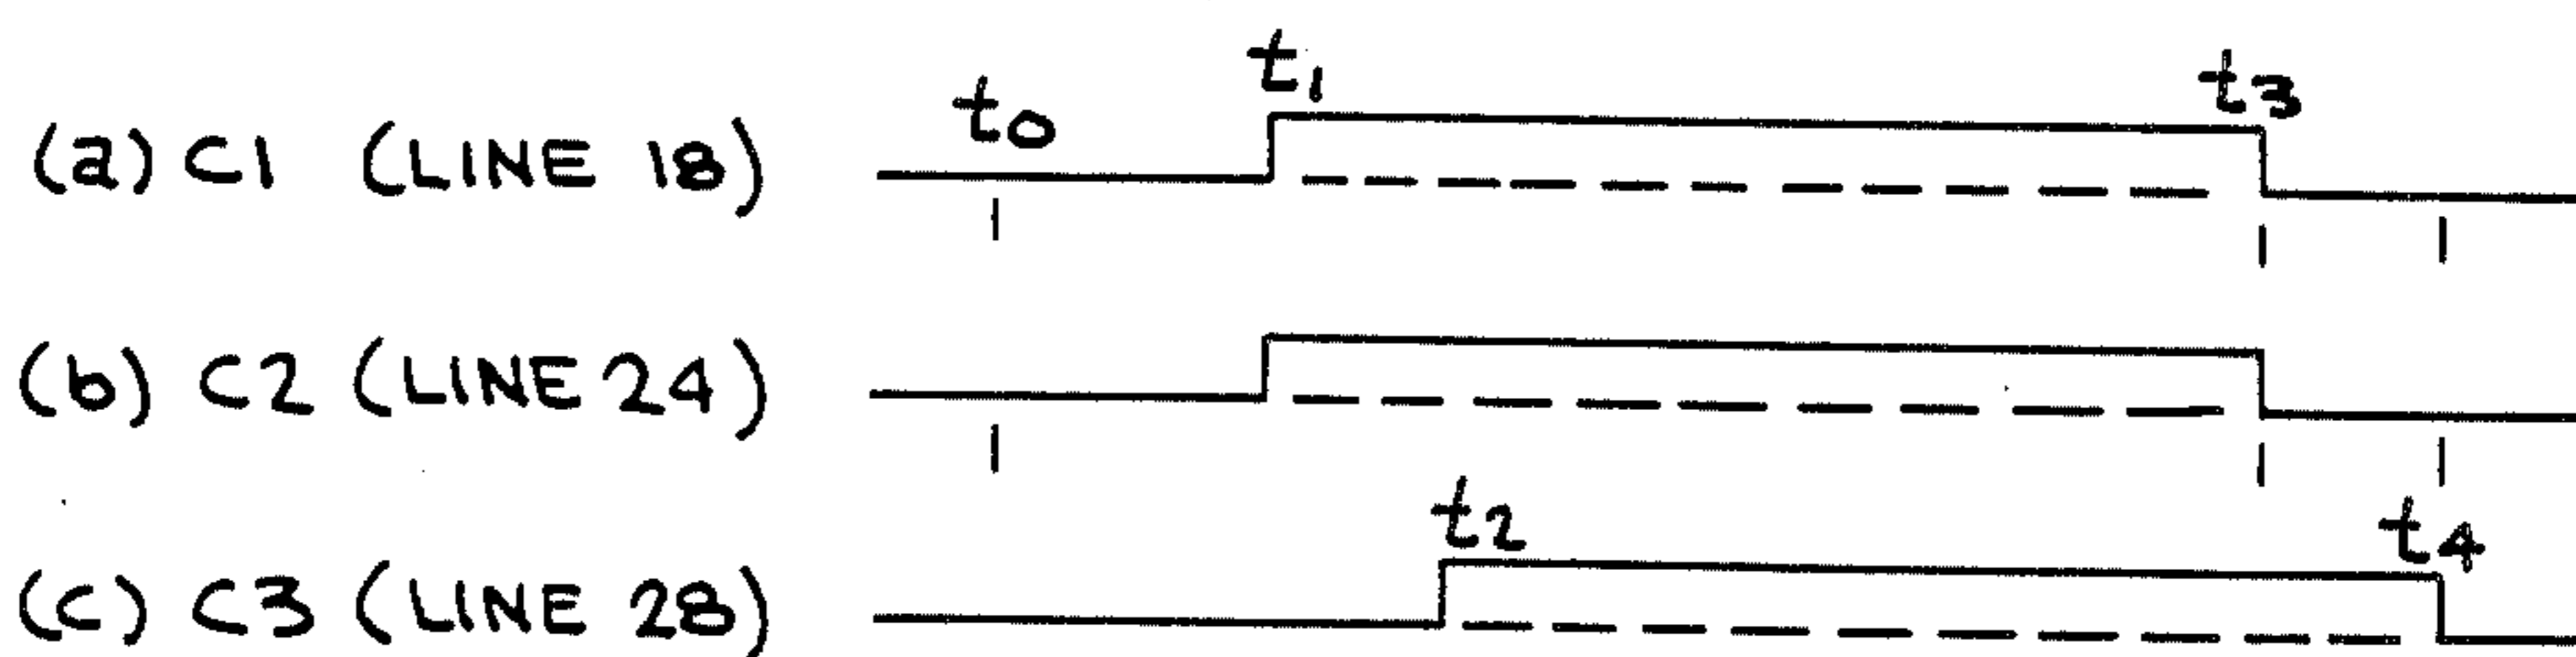 t1 t3
t0
(a) C1 (LINE 18)
(b) C2 (LINE 24)
t2 t4
(c) C3 (LINE 28)